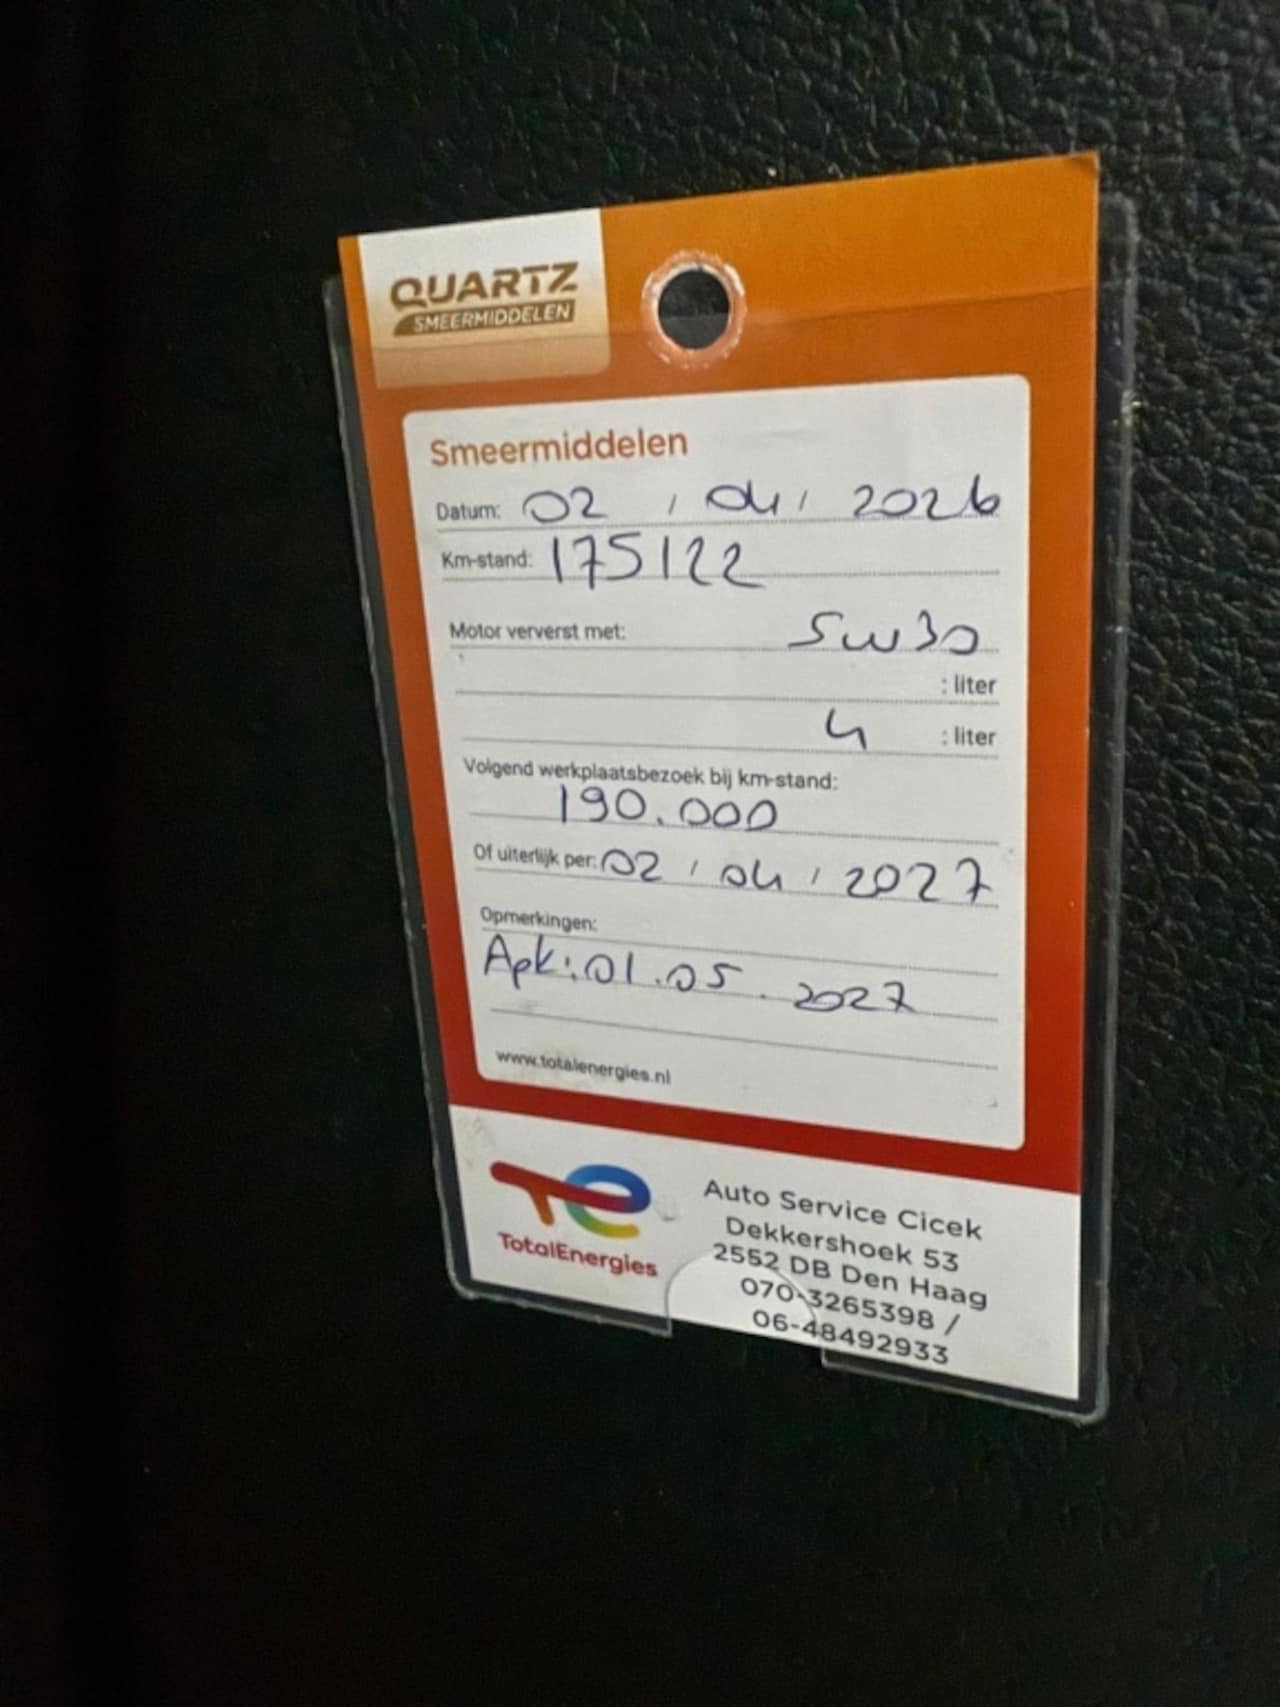 QUARTZ
SMEERMIDDELEN
Smeermiddelen
Datum: 02 / 04 / 2026
Km-stand: 175122
Motor ververst met: 5w30
: liter
4 : liter
Volgend werkplaatsbezoek bij km-stand:
190.000
Of uiterlijk per: 02 / 04 / 2027
Opmerkingen:
Apk: 01.05.2027
www.totalenergies.nl
TotalEnergies
Auto Service Cicek
Dekkershoek 53
2552 DB Den Haag
070-3265398 /
06-48492933